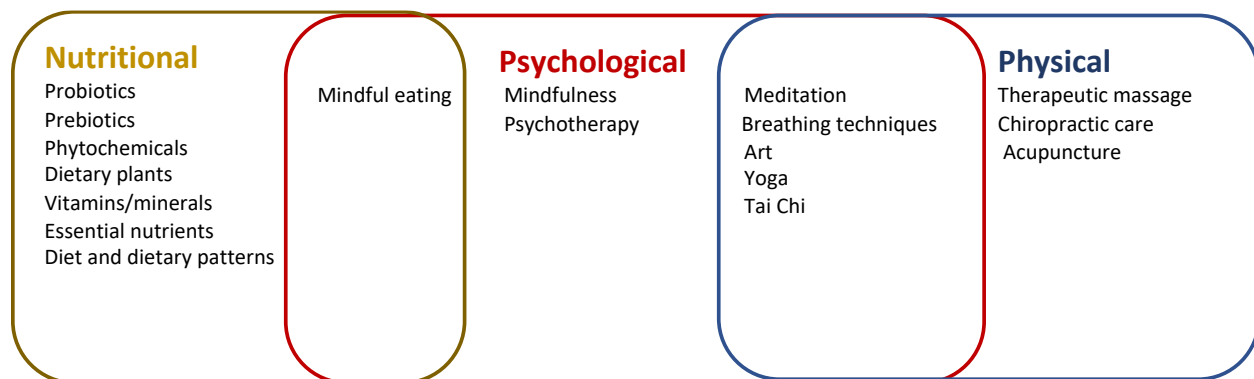 Nutritional
Probiotics
Prebiotics
Phytochemicals
Dietary plants
Vitamins/minerals
Essential nutrients
Diet and dietary patterns
Mindful eating
Psychological
Mindfulness
Psychotherapy
Meditation
Breathing techniques
Art
Yoga
Tai Chi
Physical
Therapeutic massage
Chiropractic care
Acupuncture